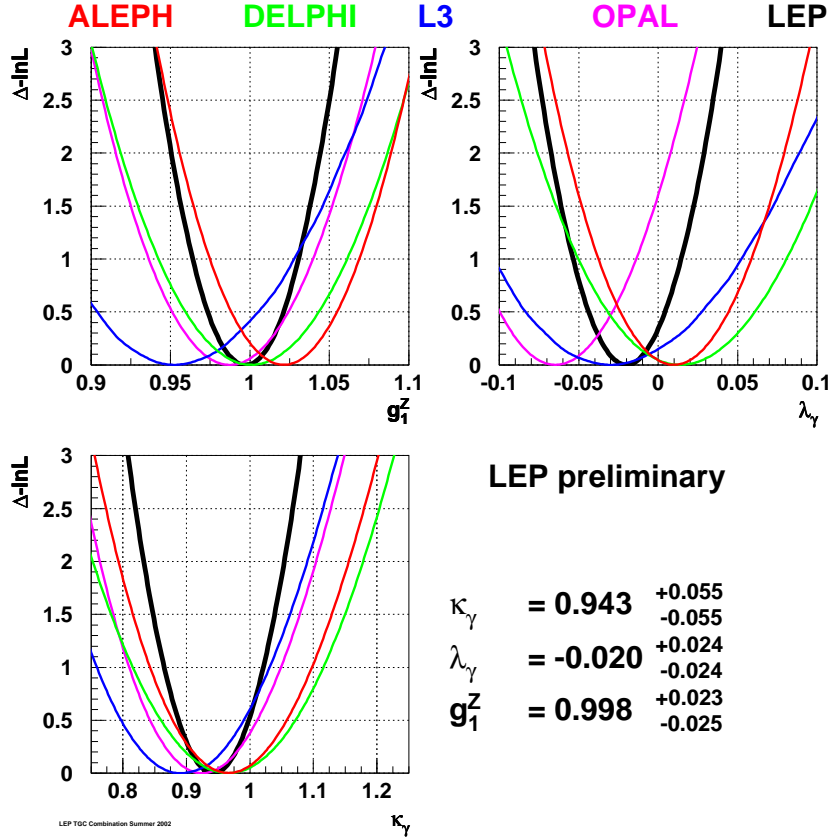 ALEPH DELPHI L3 OPAL LEP
Δ-lnL
3
2.5
2
1.5
1
0.5
0
0.9 0.95 1 1.05 1.1
g₁ᶻ
Δ-lnL
3
2.5
2
1.5
1
0.5
0
-0.1 -0.05 0 0.05 0.1
λᵧ
Δ-lnL
3
2.5
2
1.5
1
0.5
0
0.8 0.9 1 1.1 1.2
κᵧ
LEP preliminary
κᵧ = 0.943 +0.055 -0.055
λᵧ = -0.020 +0.024 -0.024
g₁ᶻ = 0.998 +0.023 -0.025
LEP TGC Combination Summer 2002